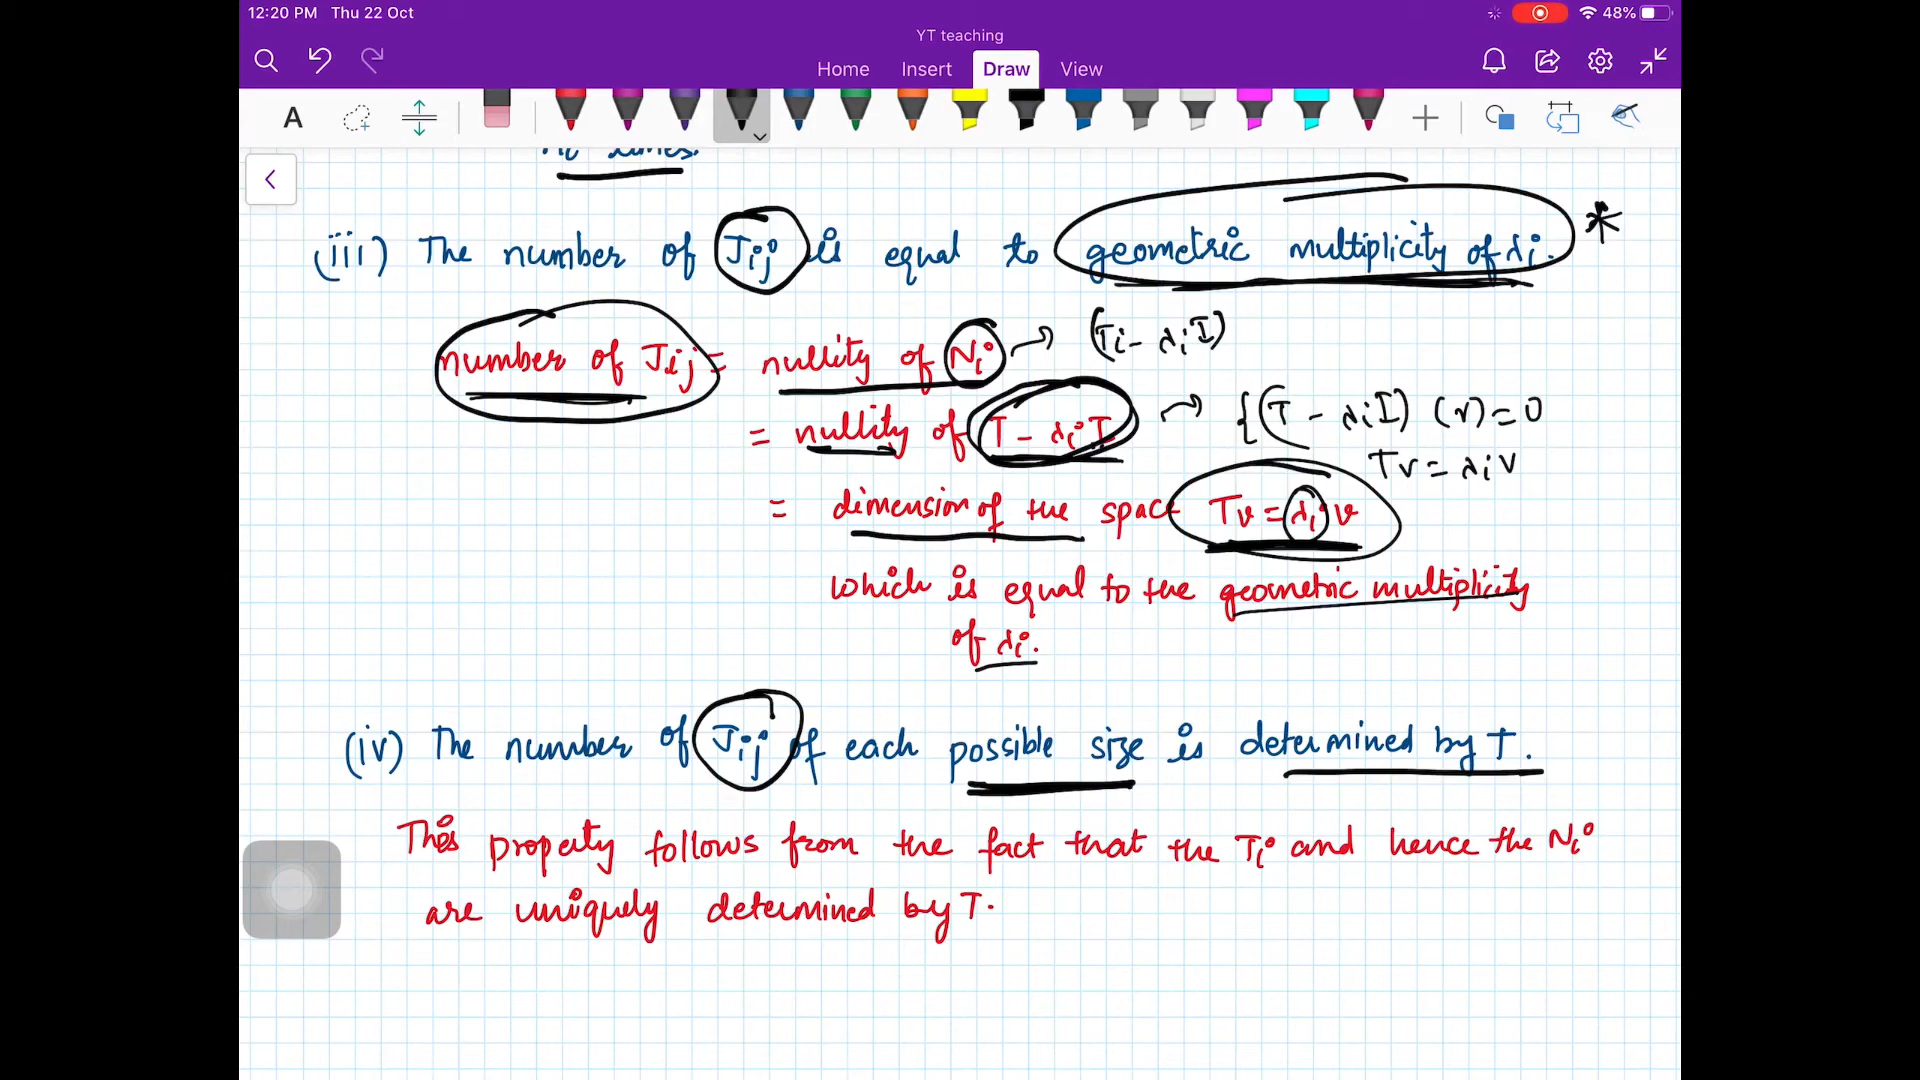 12:20 PM Thu 22 Oct
48%
YT teaching
Home Insert Draw View
A
times.
(iii) The number of Jij is equal to geometric multiplicity of λi. *
number of Jij = nullity of Ni → (Ti - λiI)
= nullity of T - λiI → {(T - λiI) (v) = 0
Tv = λiv
= dimension of the space Tv = λiv
which is equal to the geometric multiplicity
of λi.
(iv) The number of Jij of each possible size is determined by T.
This property follows from the fact that the Ti and hence the Ni
are uniquely determined by T.